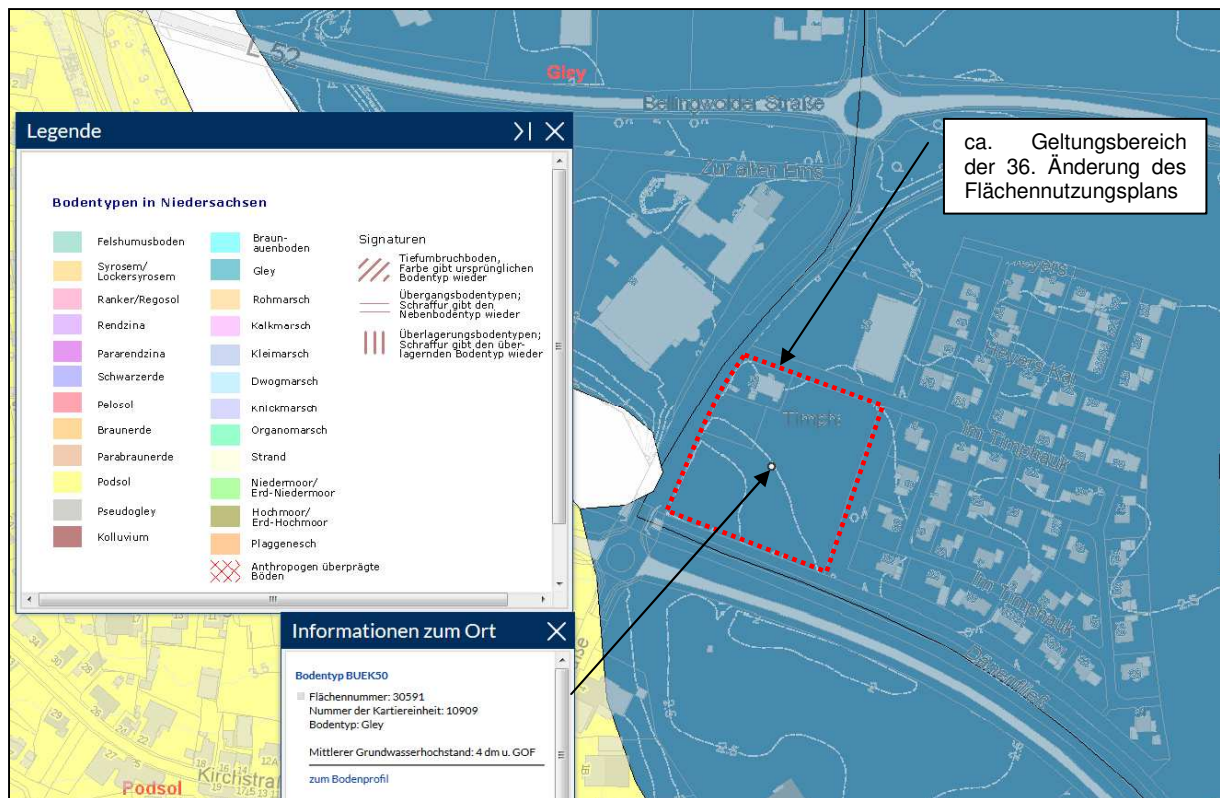 L 52
Gley
Bellingwolder Straße
Zur alten Ems
ca. Geltungsbereich
der 36. Änderung des
Flächennutzungsplans
Legende
Bodentypen in Niedersachsen
Felshumusboden
Syrosem/
Lockersyrosem
Ranker/Regosol
Rendzina
Pararendzina
Schwarzerde
Pelosol
Braunerde
Parabraunerde
Podsol
Pseudogley
Kolluvium
Braun-
auenboden
Gley
Rohmarsch
Kalkmarsch
Kleimarsch
Dwogmarsch
Knickmarsch
Organomarsch
Strand
Niedermoor/
Erd-Niedermoor
Hochmoor/
Erd-Hochmoor
Plaggenesch
Anthropogen überprägte
Böden
Signaturen
Tiefumbruchboden,
Farbe gibt ursprünglichen
Bodentyp wieder
Übergangsbodentypen;
Schraffur gibt den
Nebenbodentyp wieder
Überlagerungsbodentypen;
Schraffur gibt den über-
lagernden Bodentyp wieder
Timph
Im Timphauk
Im Timphauk
Informationen zum Ort
Bodentyp BUEK50
Flächennummer: 30591
Nummer der Kartiereinheit: 10909
Bodentyp: Gley
Mittlerer Grundwasserhochstand: 4 dm u. GOF
zum Bodenprofil
Kirchstra
Podsol